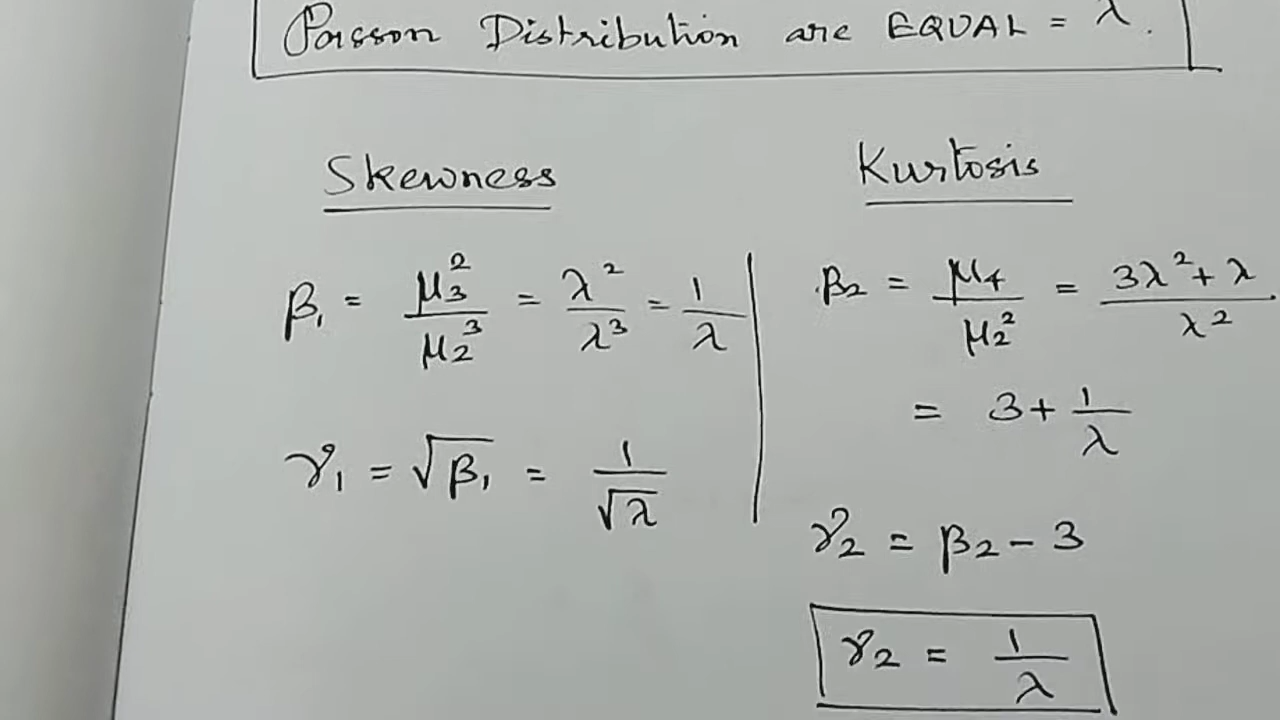 Poisson Distribution are EQUAL = λ.
Skewness
β₁ = μ₃² / μ₂³ = λ² / λ³ = 1 / λ
γ₁ = √β₁ = 1 / √λ
Kurtosis
β₂ = μ₄ / μ₂² = 3λ² + λ / λ²
= 3 + 1 / λ
γ₂ = β₂ - 3
γ₂ = 1 / λ